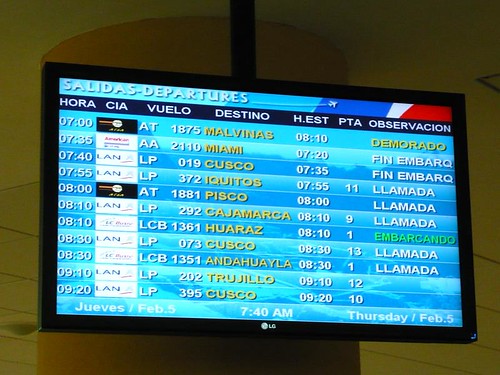 SALIDAS-DEPARTURES
HORA CIA VUELO DESTINO H.EST PTA OBSERVACION
07:00 AT 1875 MALVINAS 08:10 DEMORADO
07:35 American AA 2110 MIAMI 07:20 FIN EMBARQ
07:40 LAN LP 019 CUSCO 07:35 FIN EMBARQ
07:55 LAN LP 372 IQUITOS 07:55 11 LLAMADA
08:00 AT 1881 PISCO 08:00 LLAMADA
08:10 LAN LP 292 CAJAMARCA 08:10 9 LLAMADA
08:10 LCB 1361 HUARAZ 08:10 1 EMBARCANDO
08:30 LAN LP 073 CUSCO 08:30 13 LLAMADA
08:30 LCB 1351 ANDAHUAYLA 08:30 1 LLAMADA
09:10 LAN LP 202 TRUJILLO 09:10 12
09:20 LAN LP 395 CUSCO 09:20 10
Jueves / Feb.5 7:40 AM Thursday / Feb.5
LG